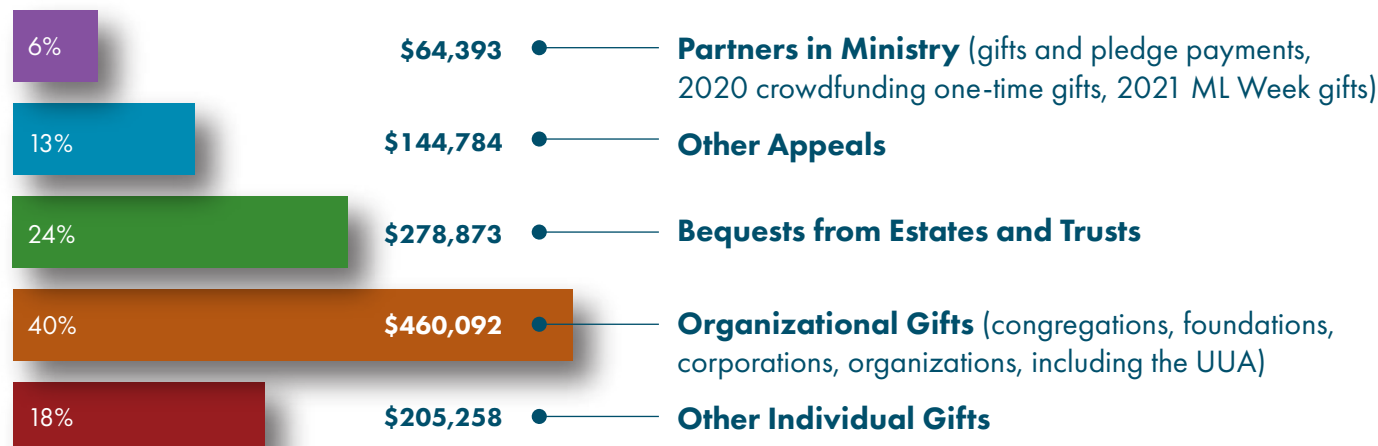 6% $64,393 Partners in Ministry (gifts and pledge payments,
2020 crowdfunding one-time gifts, 2021 ML Week gifts)
13% $144,784 Other Appeals
24% $278,873 Bequests from Estates and Trusts
40% $460,092 Organizational Gifts (congregations, foundations,
corporations, organizations, including the UUA)
18% $205,258 Other Individual Gifts